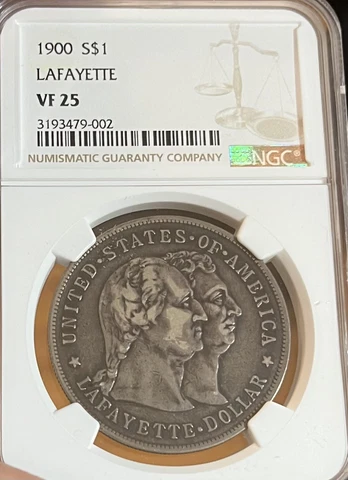 1900 S$1
LAFAYETTE
VF 25
3193479-002
NUMISMATIC GUARANTY COMPANY
NGC®
UNITED·STATES·OF·AMERICA
★ LAFAYETTE·DOLLAR ★